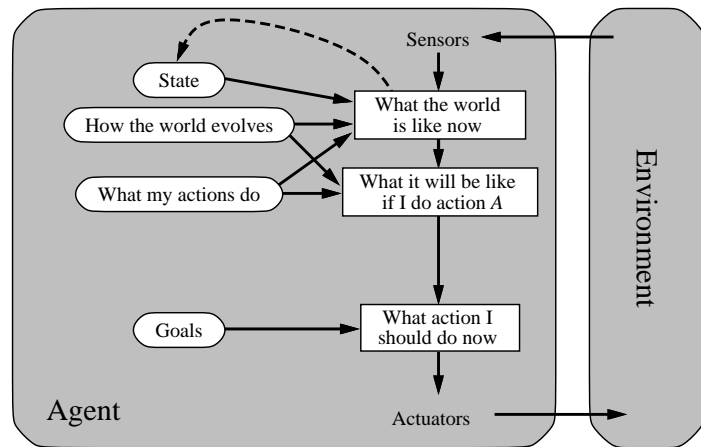 Sensors
State
What the world
is like now
How the world evolves
What my actions do
What it will be like
if I do action A
Goals
What action I
should do now
Agent
Actuators
Environment